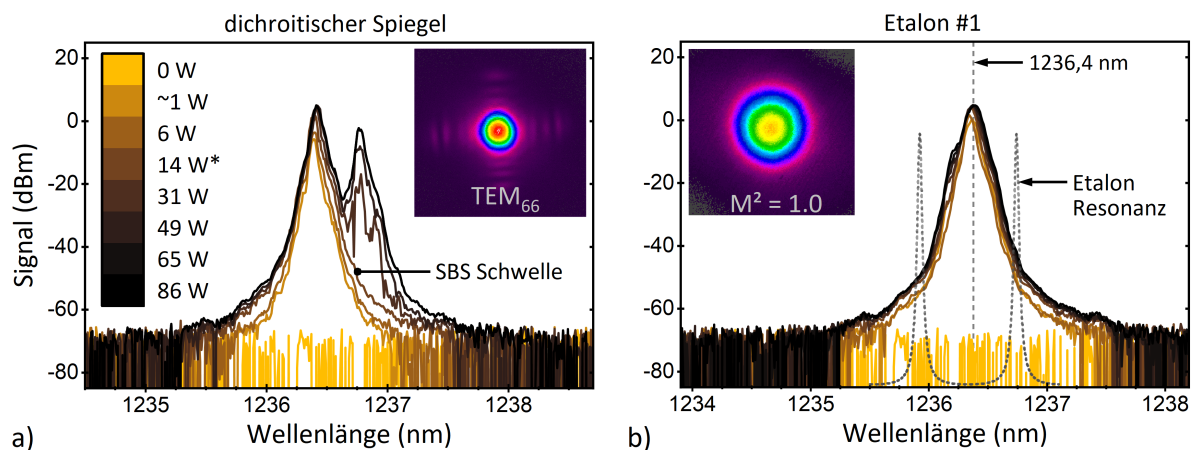 dichroitischer Spiegel
20
0
-20
-40
-60
-80
Signal (dBm)
0 W
~1 W
6 W
14 W*
31 W
49 W
65 W
86 W
TEM66
SBS Schwelle
1235
1236
1237
1238
Wellenlänge (nm)
a)
Etalon #1
20
0
-20
-40
-60
-80
M² = 1.0
1236,4 nm
Etalon
Resonanz
1234
1235
1236
1237
1238
Wellenlänge (nm)
b)